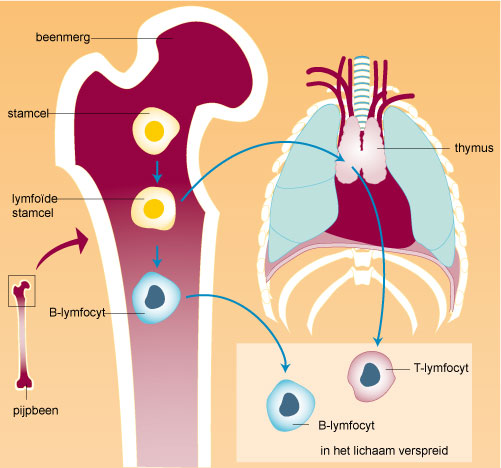 beenmerg
stamcel
thymus
lymfoïde
stamcel
B-lymfocyt
T-lymfocyt
pijpbeen
B-lymfocyt
in het lichaam verspreid